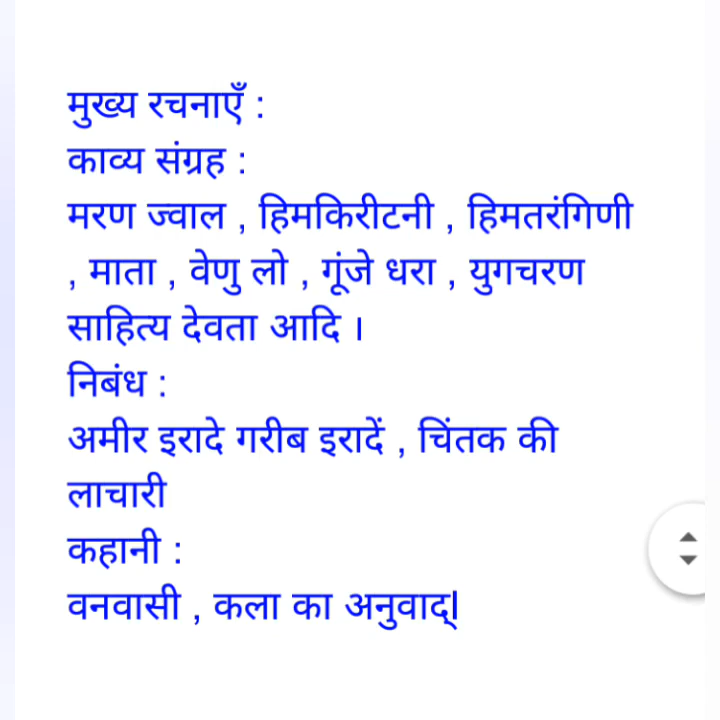 मुख्य रचनाएँ :
काव्य संग्रह :
मरण ज्वाल , हिमकिरीटनी , हिमतरंगिणी
, माता , वेणु लो , गूंजे धरा , युगचरण
साहित्य देवता आदि ।
निबंध :
अमीर इरादे गरीब इरादें , चिंतक की
लाचारी
कहानी :
वनवासी , कला का अनुवाद्|